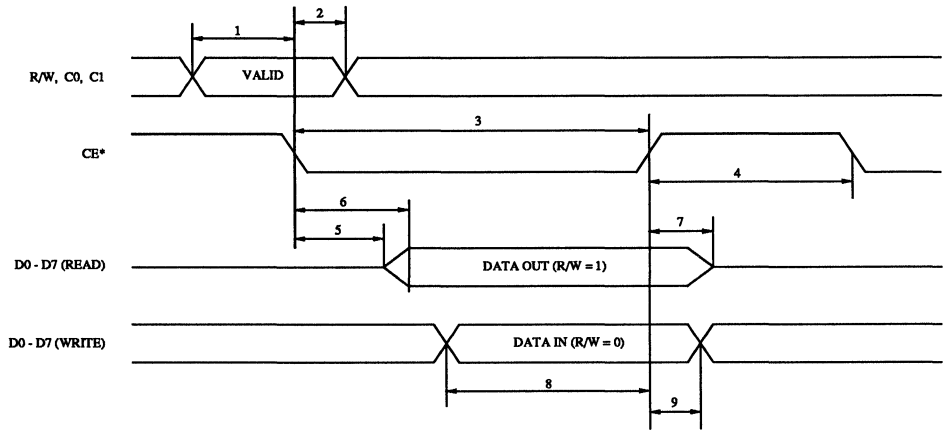 2
1
R/W, C0, C1
VALID
3
CE*
4
6
7
5
D0 - D7 (READ)
DATA OUT (R/W = 1)
D0 - D7 (WRITE)
DATA IN (R/W = 0)
8
9